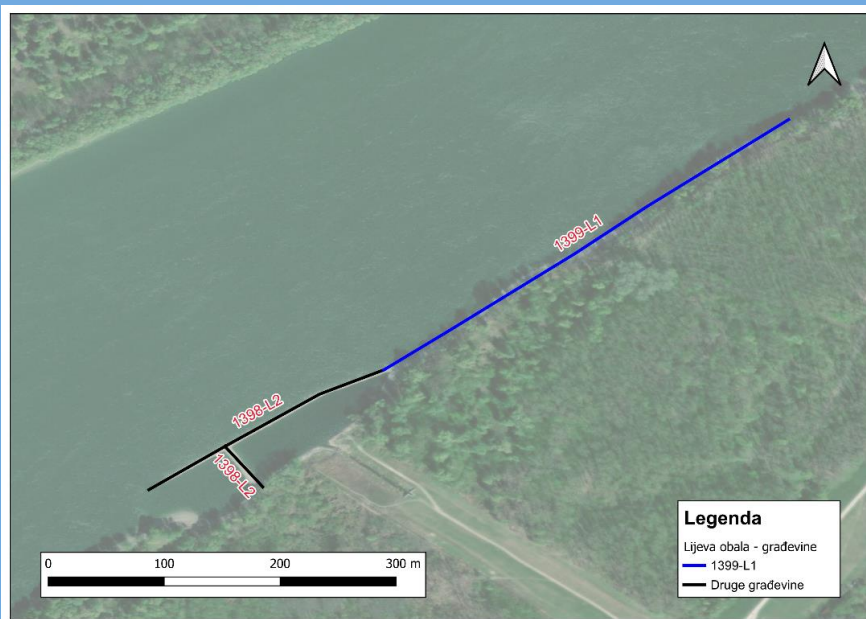 1399-L1
1398-L2
1398-L2
0 100 200 300 m
Legenda
Lijeva obala - građevine
1399-L1
Druge građevine